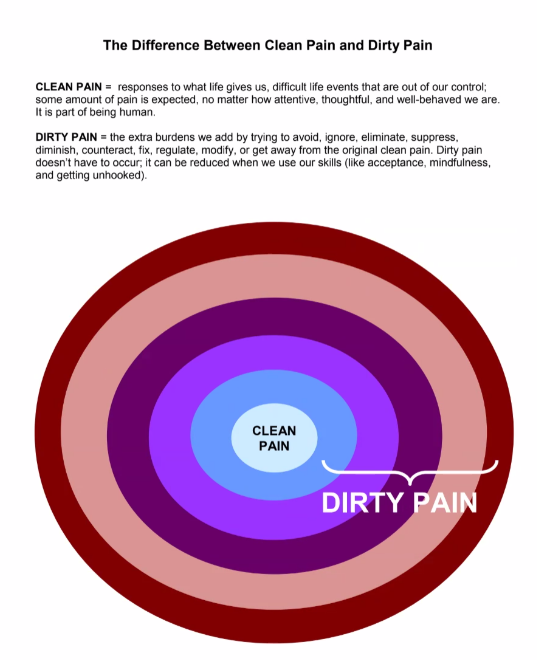 The Difference Between Clean Pain and Dirty Pain
CLEAN PAIN = responses to what life gives us, difficult life events that are out of our control;
some amount of pain is expected, no matter how attentive, thoughtful, and well-behaved we are.
It is part of being human.
DIRTY PAIN = the extra burdens we add by trying to avoid, ignore, eliminate, suppress,
diminish, counteract, fix, regulate, modify, or get away from the original clean pain. Dirty pain
doesn't have to occur; it can be reduced when we use our skills (like acceptance, mindfulness,
and getting unhooked).
CLEAN
PAIN
DIRTY PAIN